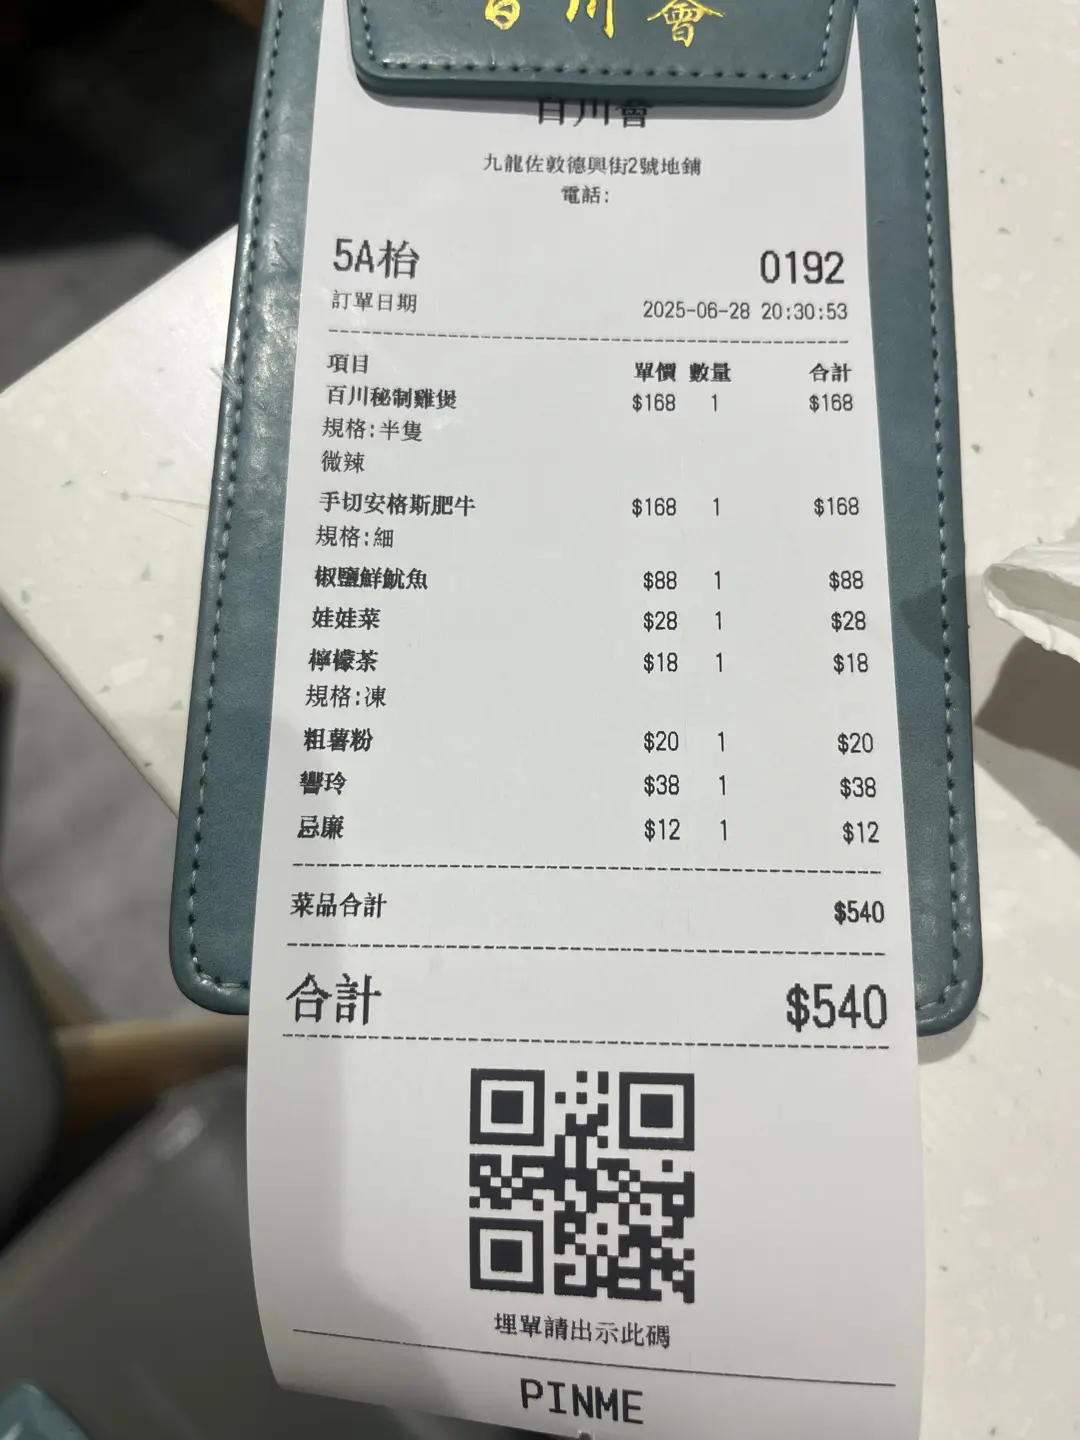 百川會
百川會
九龍佐敦德興街2號地鋪
電話:
5A枱 0192
訂單日期 2025-06-28 20:30:53
項目 單價 數量 合計
百川秘制雞煲 $168 1 $168
規格:半隻
微辣
手切安格斯肥牛 $168 1 $168
規格:細
椒鹽鮮魷魚 $88 1 $88
娃娃菜 $28 1 $28
檸檬茶 $18 1 $18
規格:凍
粗薯粉 $20 1 $20
響玲 $38 1 $38
忌廉 $12 1 $12
菜品合計 $540
合計 $540
埋單請出示此碼
PINME